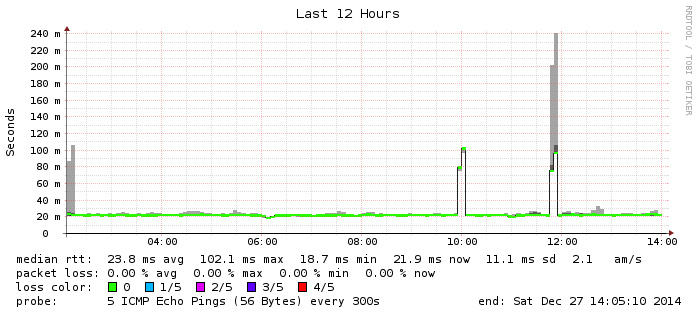 Last 12 Hours
RRDTOOL / TOBI OETIKER
Seconds
240 m
220 m
200 m
180 m
160 m
140 m
120 m
100 m
80 m
60 m
40 m
20 m
0
04:00 06:00 08:00 10:00 12:00 14:00
median rtt: 23.8 ms avg 102.1 ms max 18.7 ms min 21.9 ms now 11.1 ms sd 2.1 am/s
packet loss: 0.00 % avg 0.00 % max 0.00 % min 0.00 % now
loss color: 0 1/5 2/5 3/5 4/5
probe: 5 ICMP Echo Pings (56 Bytes) every 300s end: Sat Dec 27 14:05:10 2014